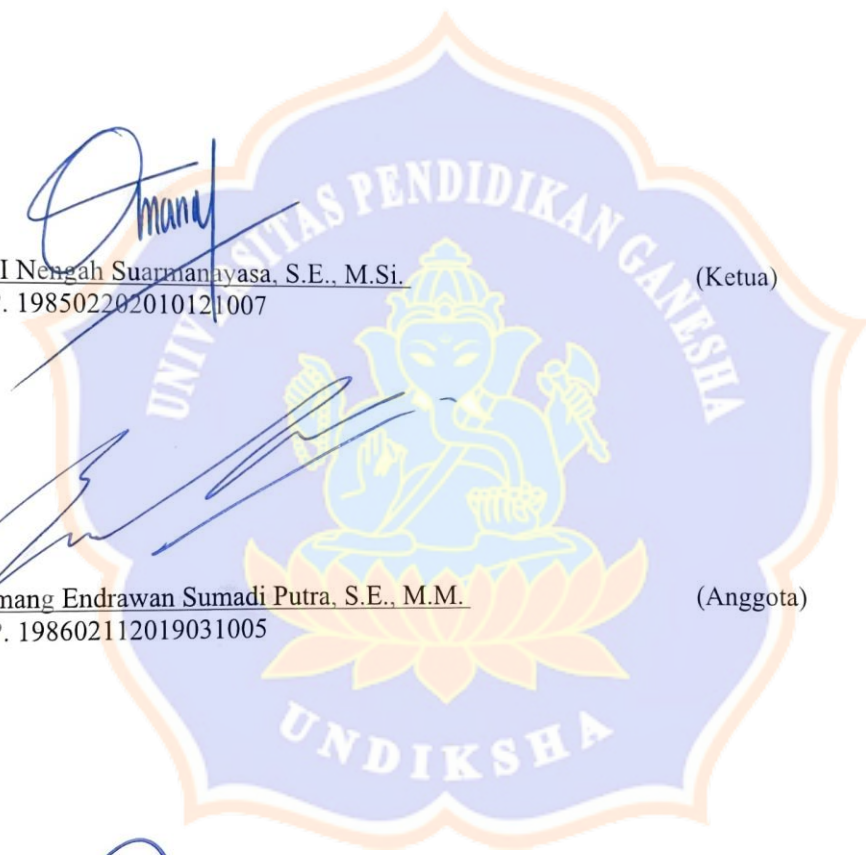 UNIVERSITAS PENDIDIKAN GANESHA
I Nengah Suarmanayasa, S.E., M.Si. (Ketua)
P. 198502202010121007
mang Endrawan Sumadi Putra, S.E., M.M. (Anggota)
P. 198602112019031005
UNDIKSHA